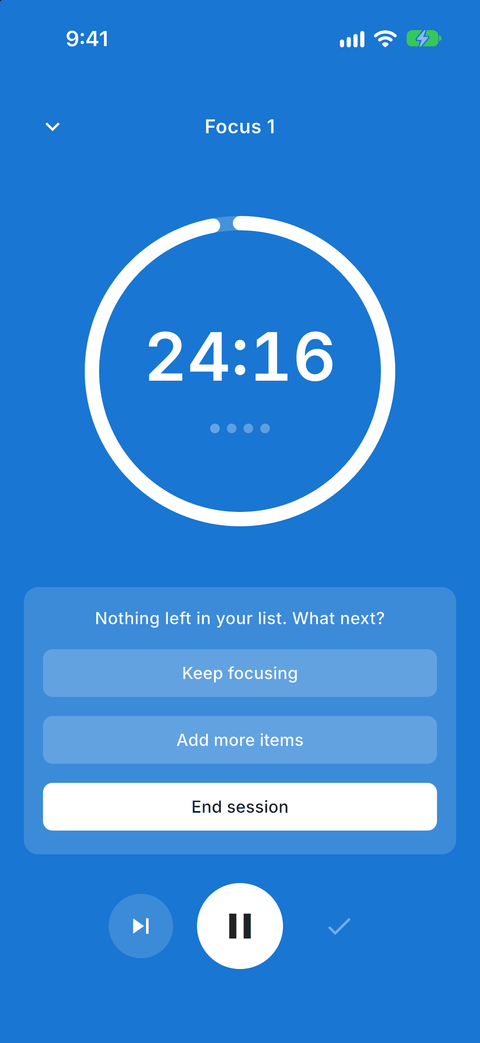 9:41
Focus 1
24:16
Nothing left in your list. What next?
Keep focusing
Add more items
End session